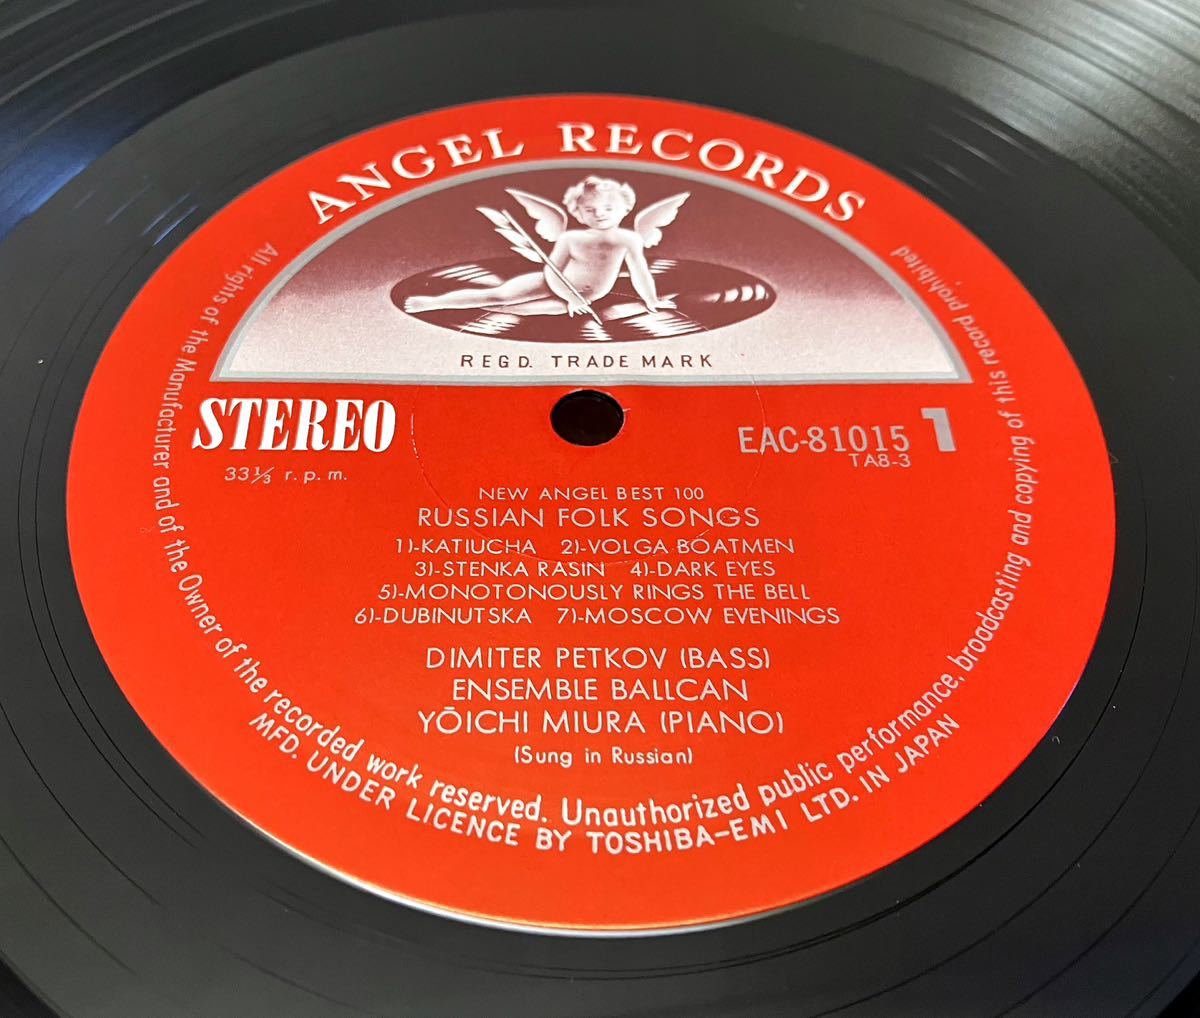 ANGEL RECORDS
REGD. TRADE MARK
STEREO
33⅓ r.p.m.
EAC-81015 1
TA8-3
NEW ANGEL BEST 100
RUSSIAN FOLK SONGS
1)-KATIUCHA 2)-VOLGA BOATMEN
3)-STENKA RASIN 4)-DARK EYES
5)-MONOTONOUSLY RINGS THE BELL
6)-DUBINUTSKA 7)-MOSCOW EVENINGS
DIMITER PETKOV (BASS)
ENSEMBLE BALLCAN
YŌICHI MIURA (PIANO)
(Sung in Russian)
All rights of the Manufacturer and of the Owner of the recorded work reserved. Unauthorized public performance, broadcasting and copying of this record prohibited
MFD. UNDER LICENCE BY TOSHIBA-EMI LTD. IN JAPAN